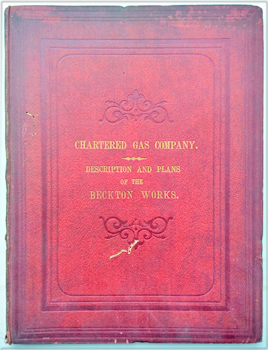 CHARTERED GAS COMPANY.
DESCRIPTION AND PLANS
OF THE
BECKTON WORKS.